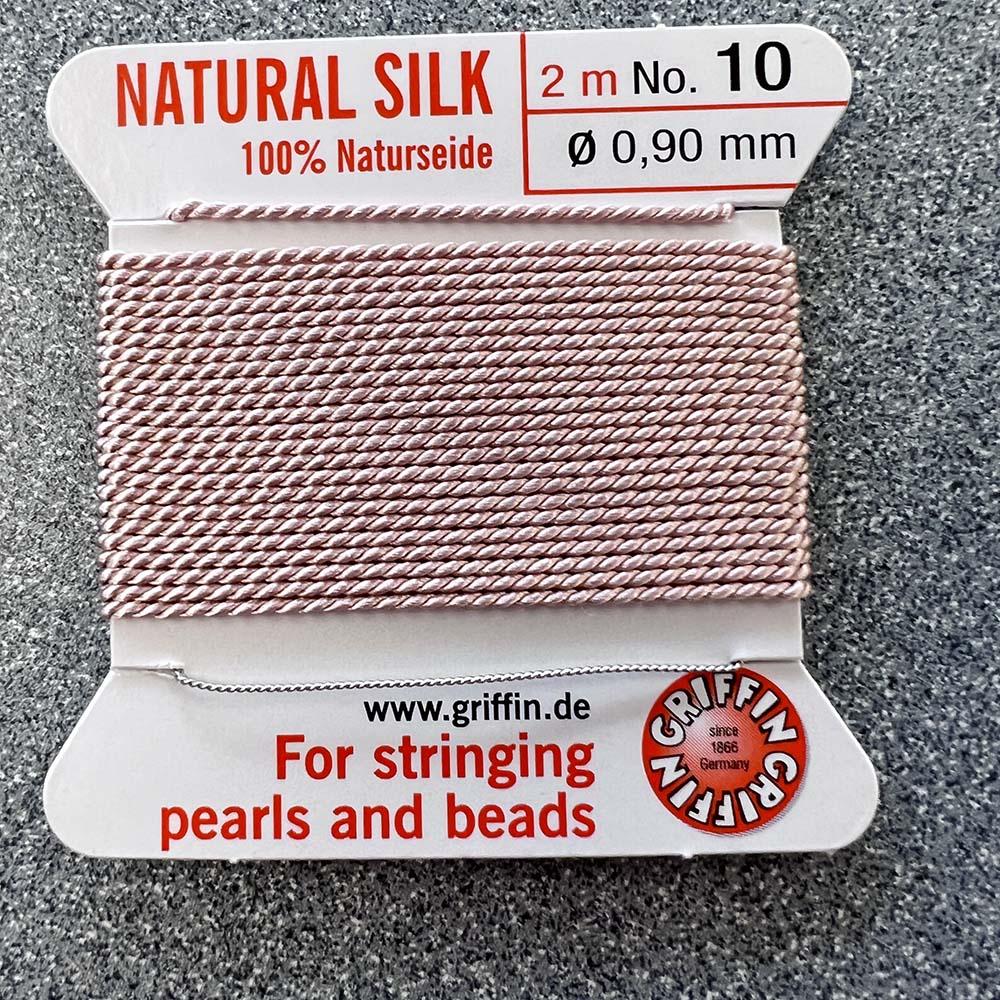 NATURAL SILK
100% Naturseide
2 m No. 10
Ø 0,90 mm
www.griffin.de
For stringing
pearls and beads
GRIFFIN GRIFFIN GRIFFIN
since
1866
Germany